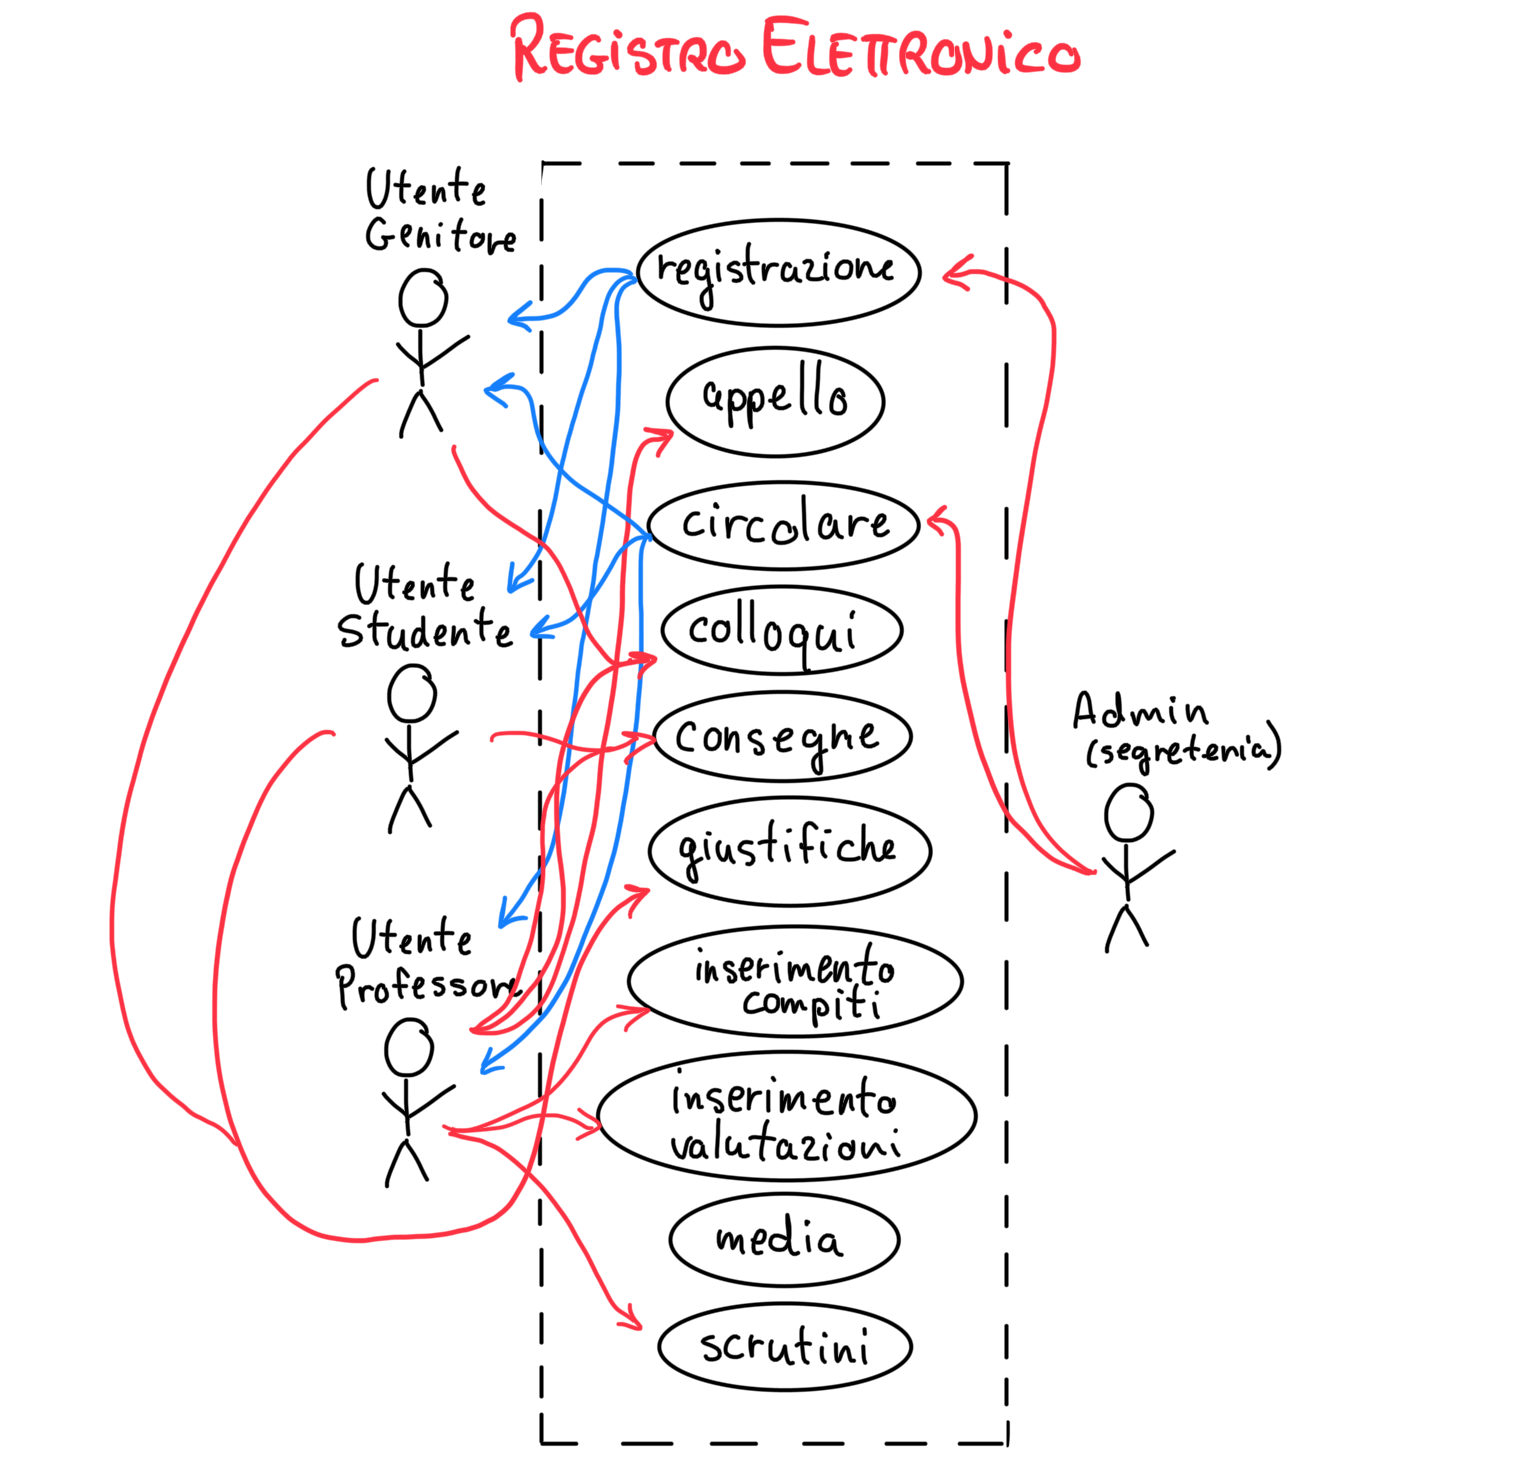 REGISTRO ELETTRONICO
Utente
Genitore
registrazione
appello
circolare
Utente
Studente
colloqui
consegne
Admin
(segreteria)
giustifiche
Utente
Professore
inserimento
compiti
inserimento
valutazioni
media
scrutini